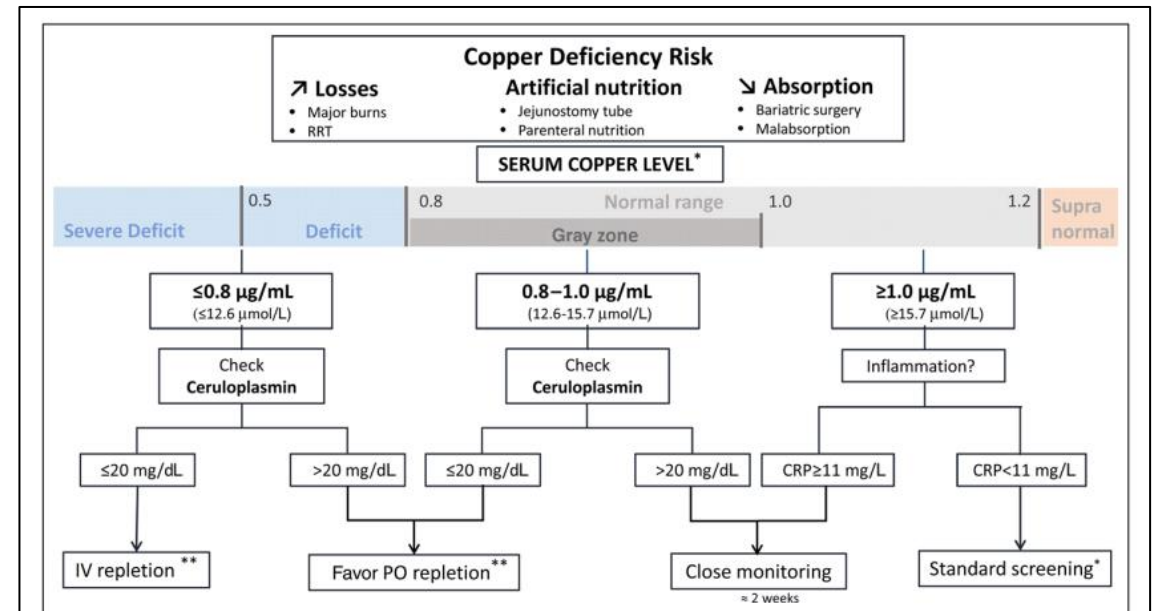 Copper Deficiency Risk
↗ Losses
• Major burns
• RRT
Artificial nutrition
• Jejunostomy tube
• Parenteral nutrition
↘ Absorption
• Bariatric surgery
• Malabsorption
SERUM COPPER LEVEL*
0.5
0.8
Normal range
1.0
1.2
Supra
normal
Severe Deficit
Deficit
Gray zone
≤0.8 µg/mL
(≤12.6 µmol/L)
0.8–1.0 µg/mL
(12.6-15.7 µmol/L)
≥1.0 µg/mL
(≥15.7 µmol/L)
Check
Ceruloplasmin
Check
Ceruloplasmin
Inflammation?
≤20 mg/dL
>20 mg/dL
≤20 mg/dL
>20 mg/dL
CRP≥11 mg/L
CRP<11 mg/L
IV repletion **
Favor PO repletion**
Close monitoring
≈ 2 weeks
Standard screening*